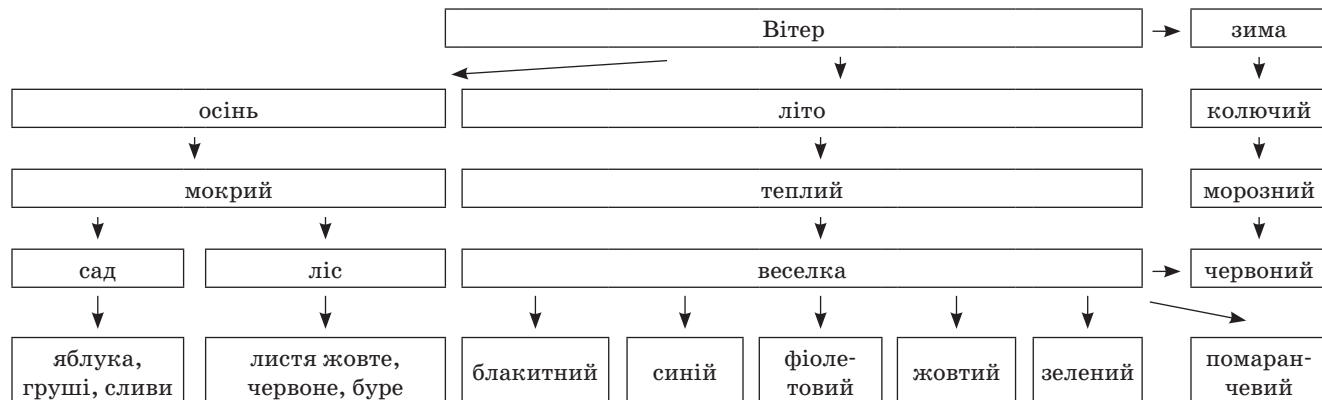 Вітер
зима
осінь
літо
колючий
мокрий
теплий
морозний
сад
ліс
веселка
червоний
яблука,
груші, сливи
листя жовте,
червоне, буре
блакитний
синій
фіоле-
товий
жовтий
зелений
помаран-
чевий